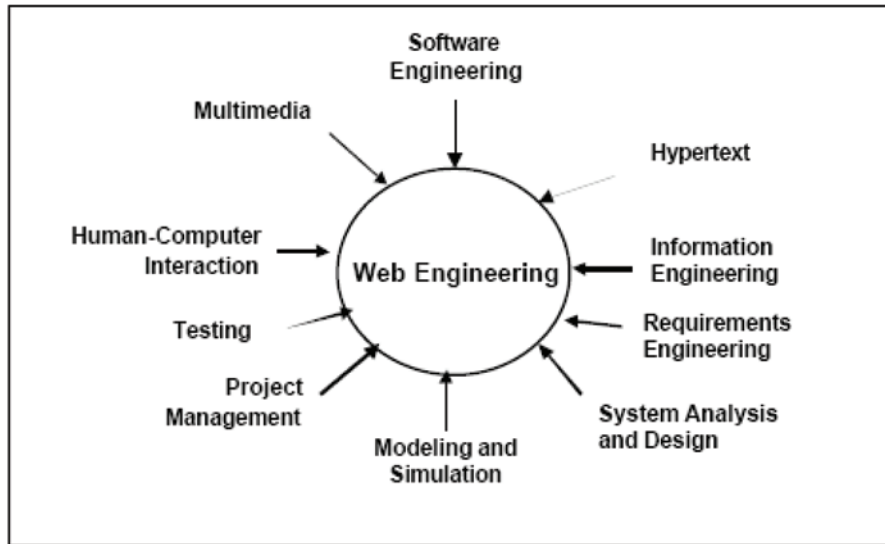 Software
Engineering
Multimedia
Hypertext
Human-Computer
Interaction
Web Engineering
Information
Engineering
Testing
Requirements
Engineering
Project
Management
System Analysis
and Design
Modeling and
Simulation